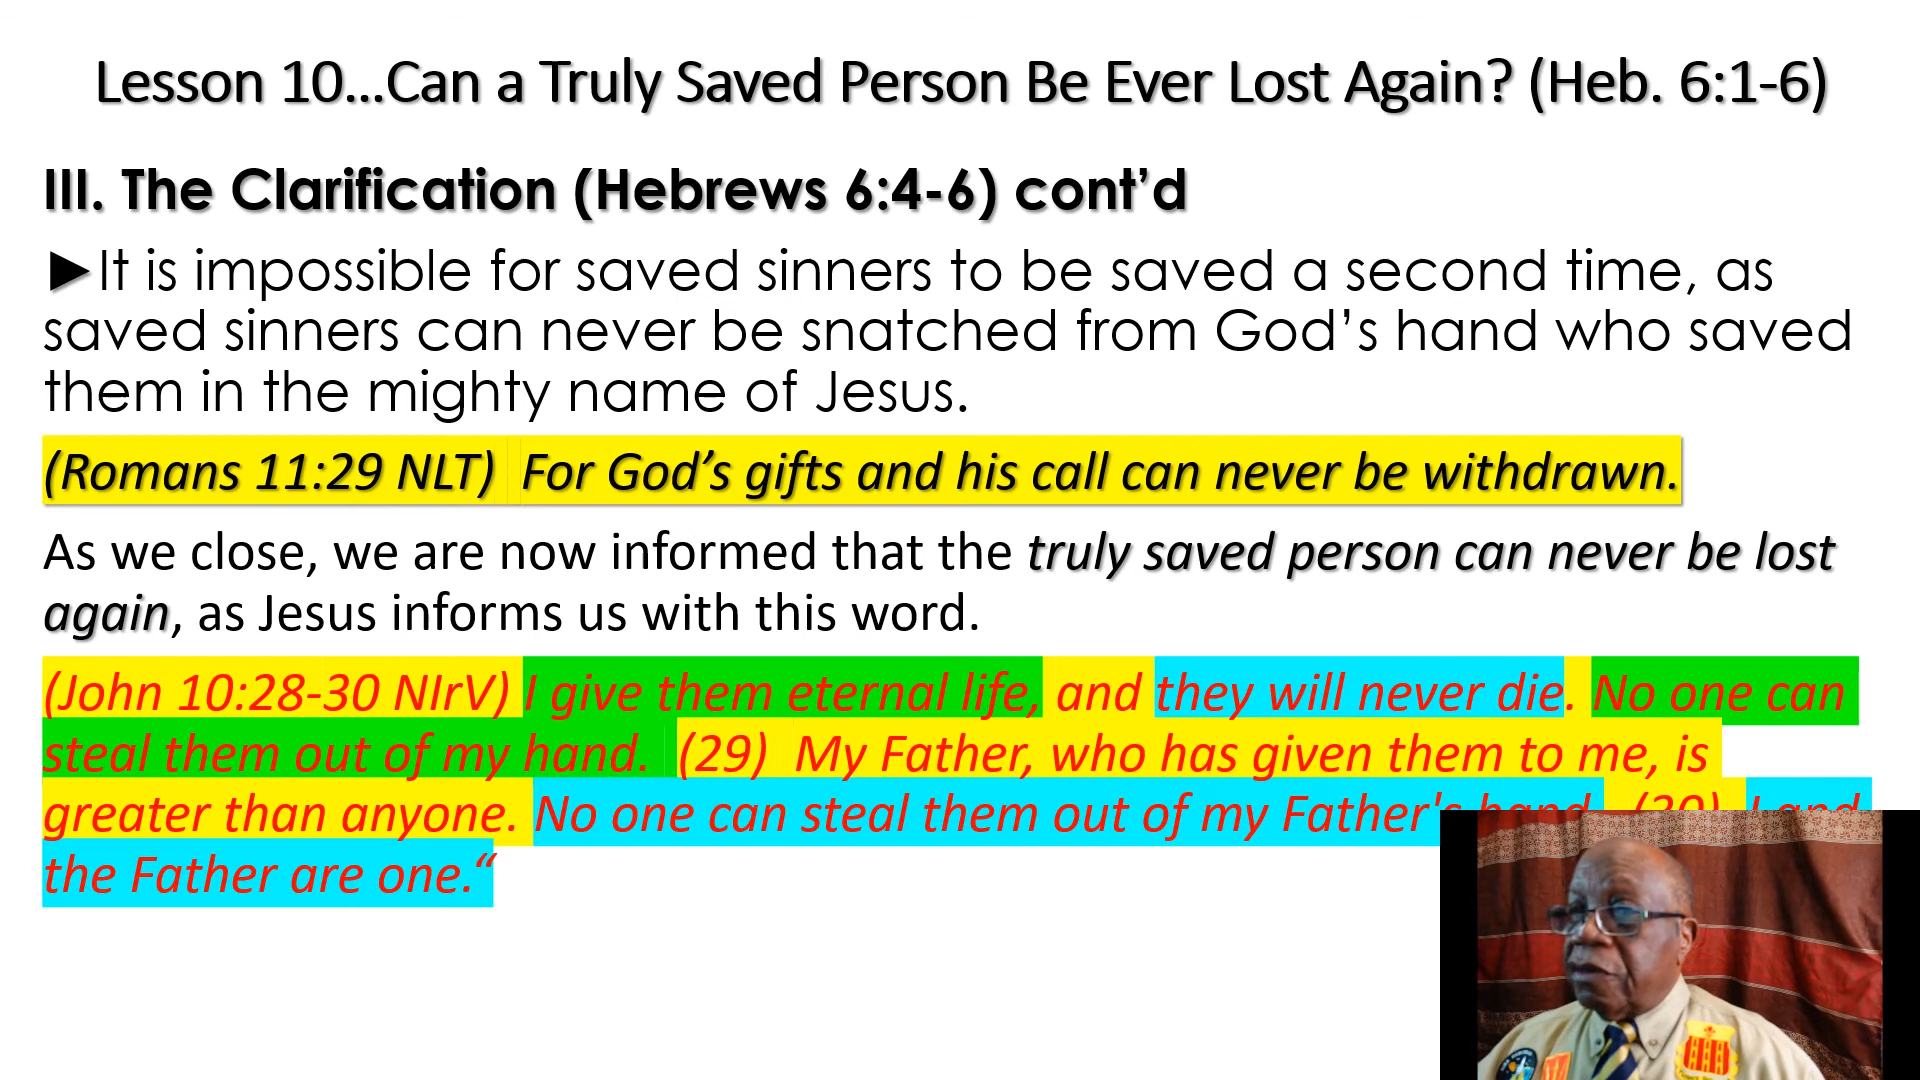 Lesson 10...Can a Truly Saved Person Be Ever Lost Again? (Heb. 6:1-6)
III. The Clarification (Hebrews 6:4-6) cont’d
►It is impossible for saved sinners to be saved a second time, as
saved sinners can never be snatched from God’s hand who saved
them in the mighty name of Jesus.
(Romans 11:29 NLT) For God’s gifts and his call can never be withdrawn.
As we close, we are now informed that the truly saved person can never be lost
again, as Jesus informs us with this word.
(John 10:28-30 NIrV) I give them eternal life, and they will never die. No one can
steal them out of my hand. (29) My Father, who has given them to me, is
greater than anyone. No one can steal them out of my Father's hand. (30) I and
the Father are one.“